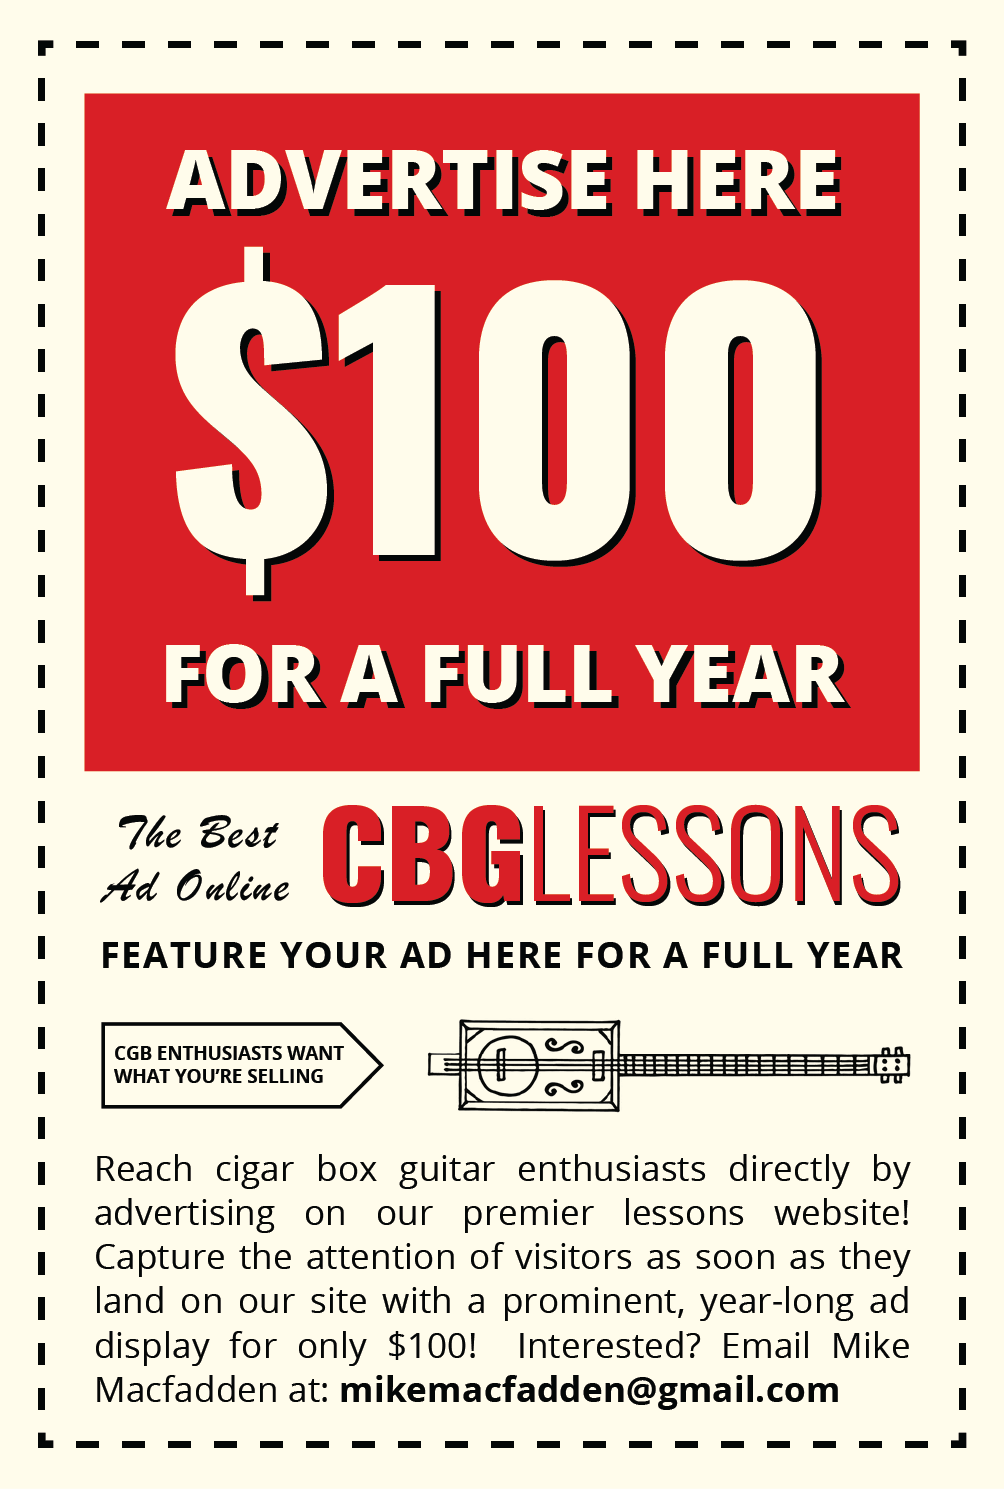 ADVERTISE HERE
$100
FOR A FULL YEAR
The Best
Ad Online
CBGLESSONS
FEATURE YOUR AD HERE FOR A FULL YEAR
CGB ENTHUSIASTS WANT
WHAT YOU'RE SELLING
Reach cigar box guitar enthusiasts directly by
advertising on our premier lessons website!
Capture the attention of visitors as soon as they
land on our site with a prominent, year-long ad
display for only $100! Interested? Email Mike
Macfadden at: mikemacfadden@gmail.com